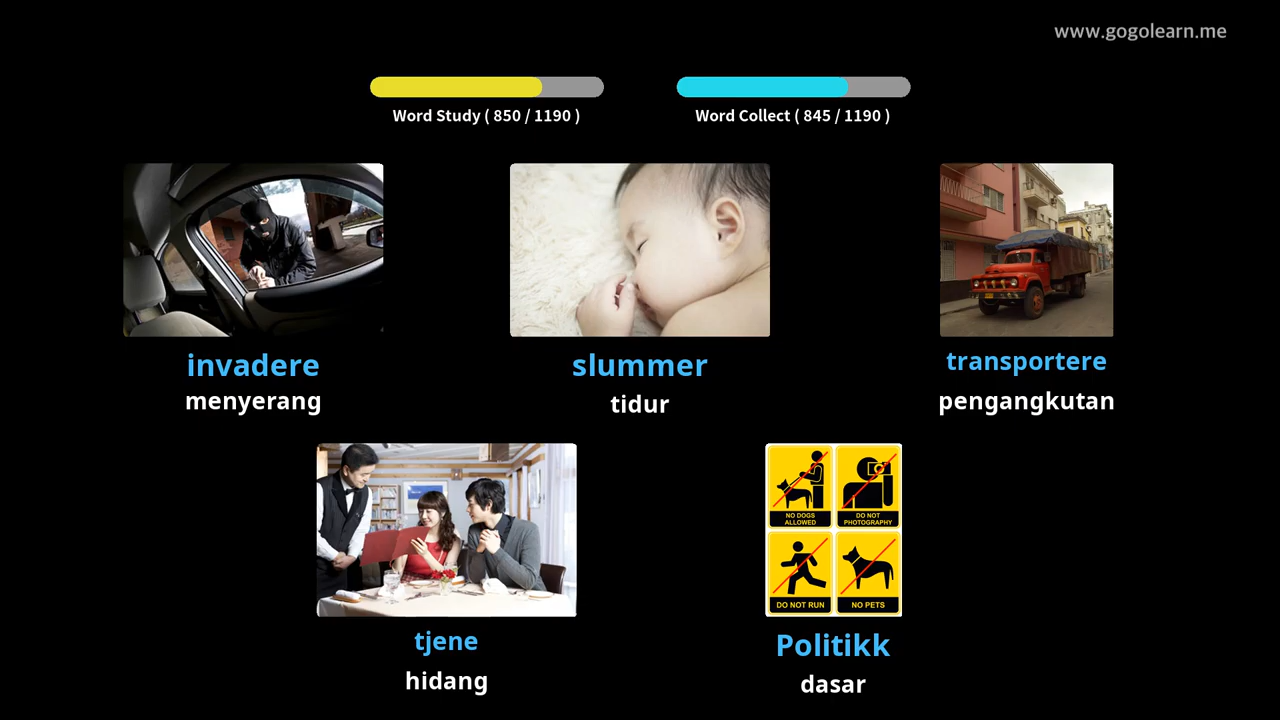 www.gogolearn.me
Word Study ( 850 / 1190 )
Word Collect ( 845 / 1190 )
invadere
menyerang
slummer
tidur
transportere
pengangkutan
tjene
hidang
NO DOGS
ALLOWED
DO NOT
PHOTOGRAPHY
DO NOT RUN
NO PETS
Politikk
dasar